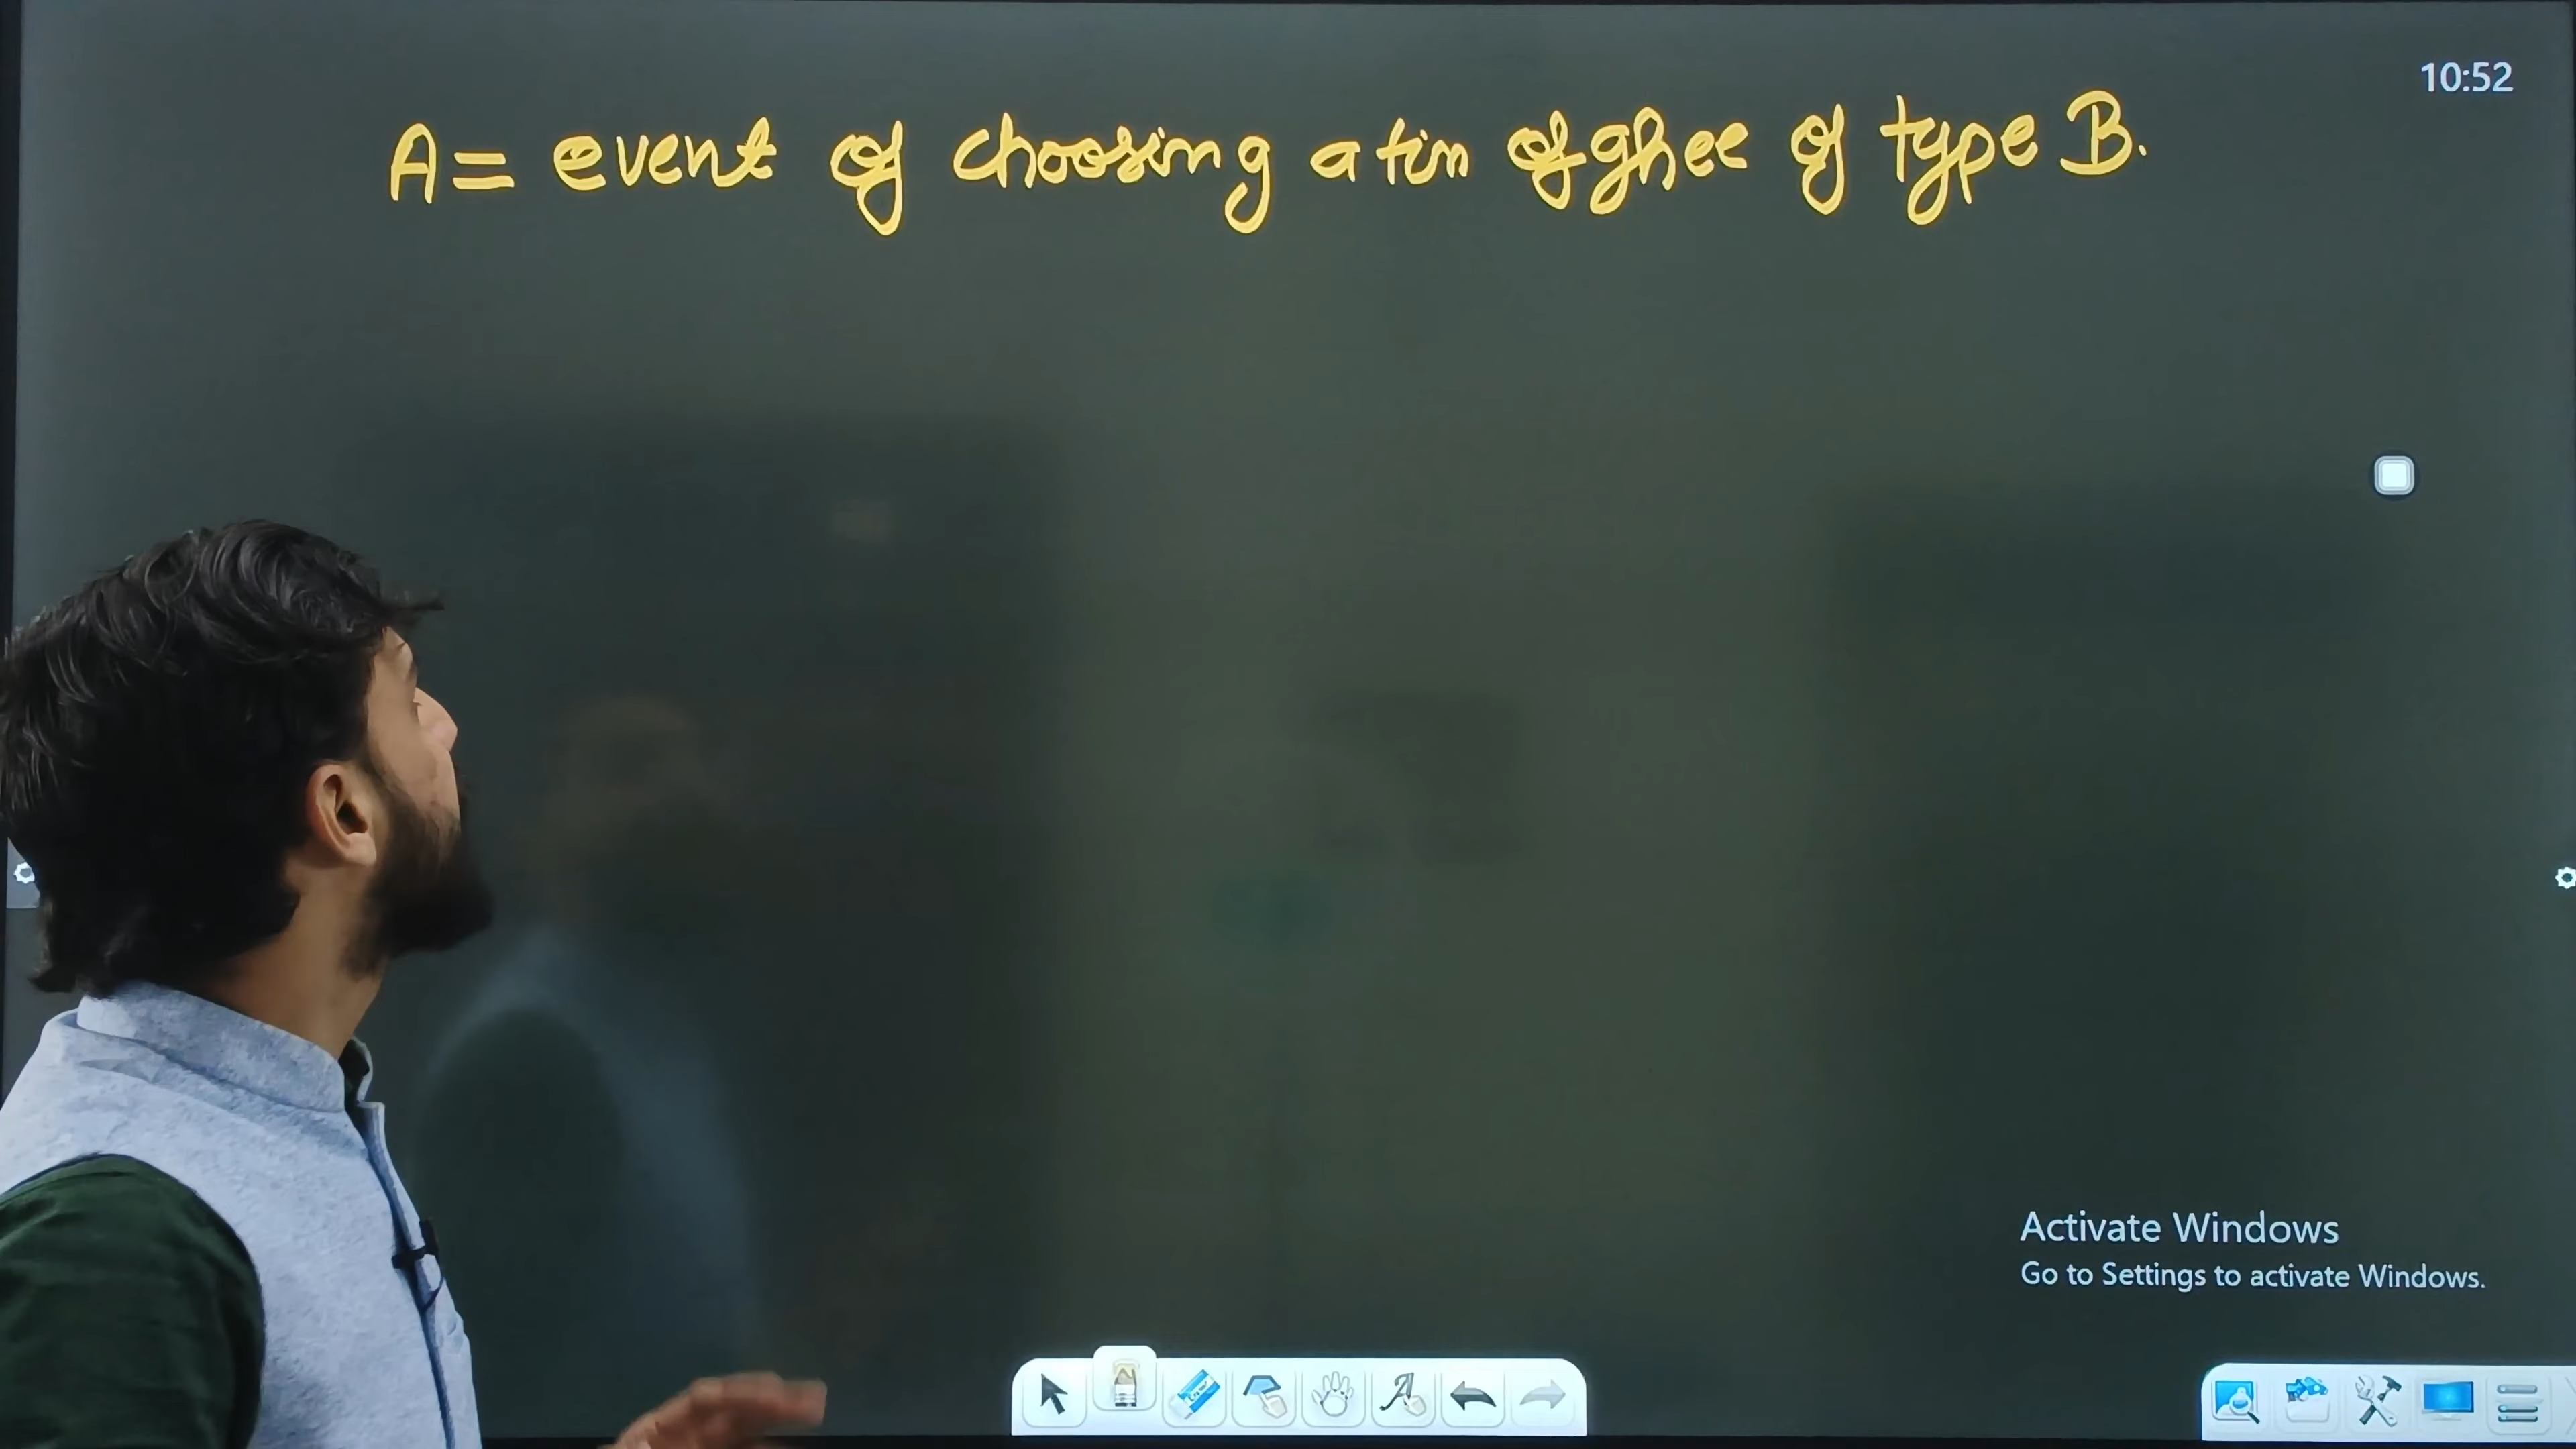 10:52
A = event of choosing a tin of ghee of type B.
Activate Windows
Go to Settings to activate Windows.